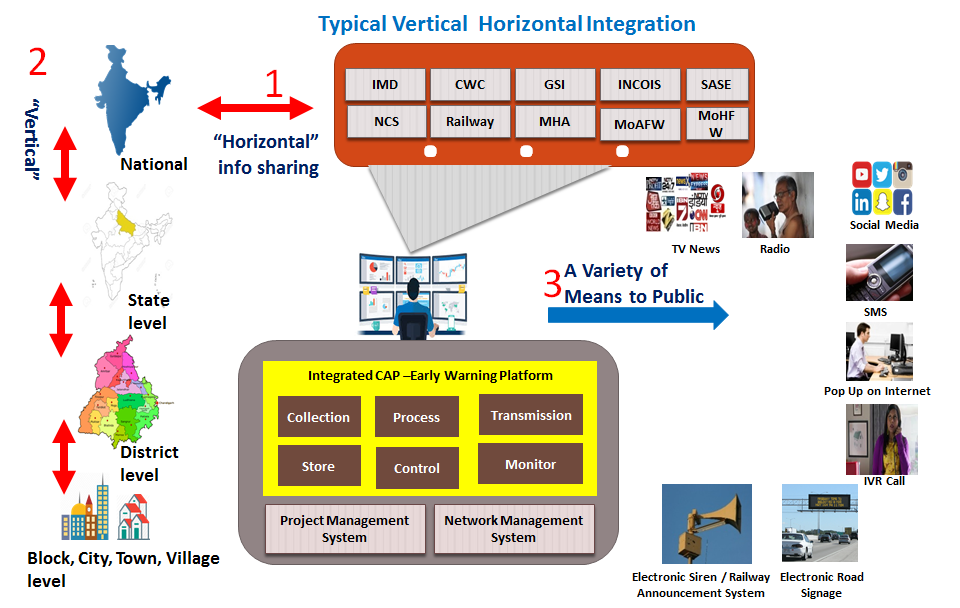 Typical Vertical Horizontal Integration
2
"Vertical"
1
"Horizontal"
info sharing
IMD
CWC
GSI
INCOIS
SASE
NCS
Railway
MHA
MoAFW
MoHF
W
National
State
level
District
level
Block, City, Town, Village
level
TV News
Radio
Social Media
3
A Variety of
Means to Public
SMS
Pop Up on Internet
IVR Call
Integrated CAP –Early Warning Platform
Collection
Process
Transmission
Store
Control
Monitor
Project Management
System
Network Management
System
Electronic Siren / Railway
Announcement System
Electronic Road
Signage